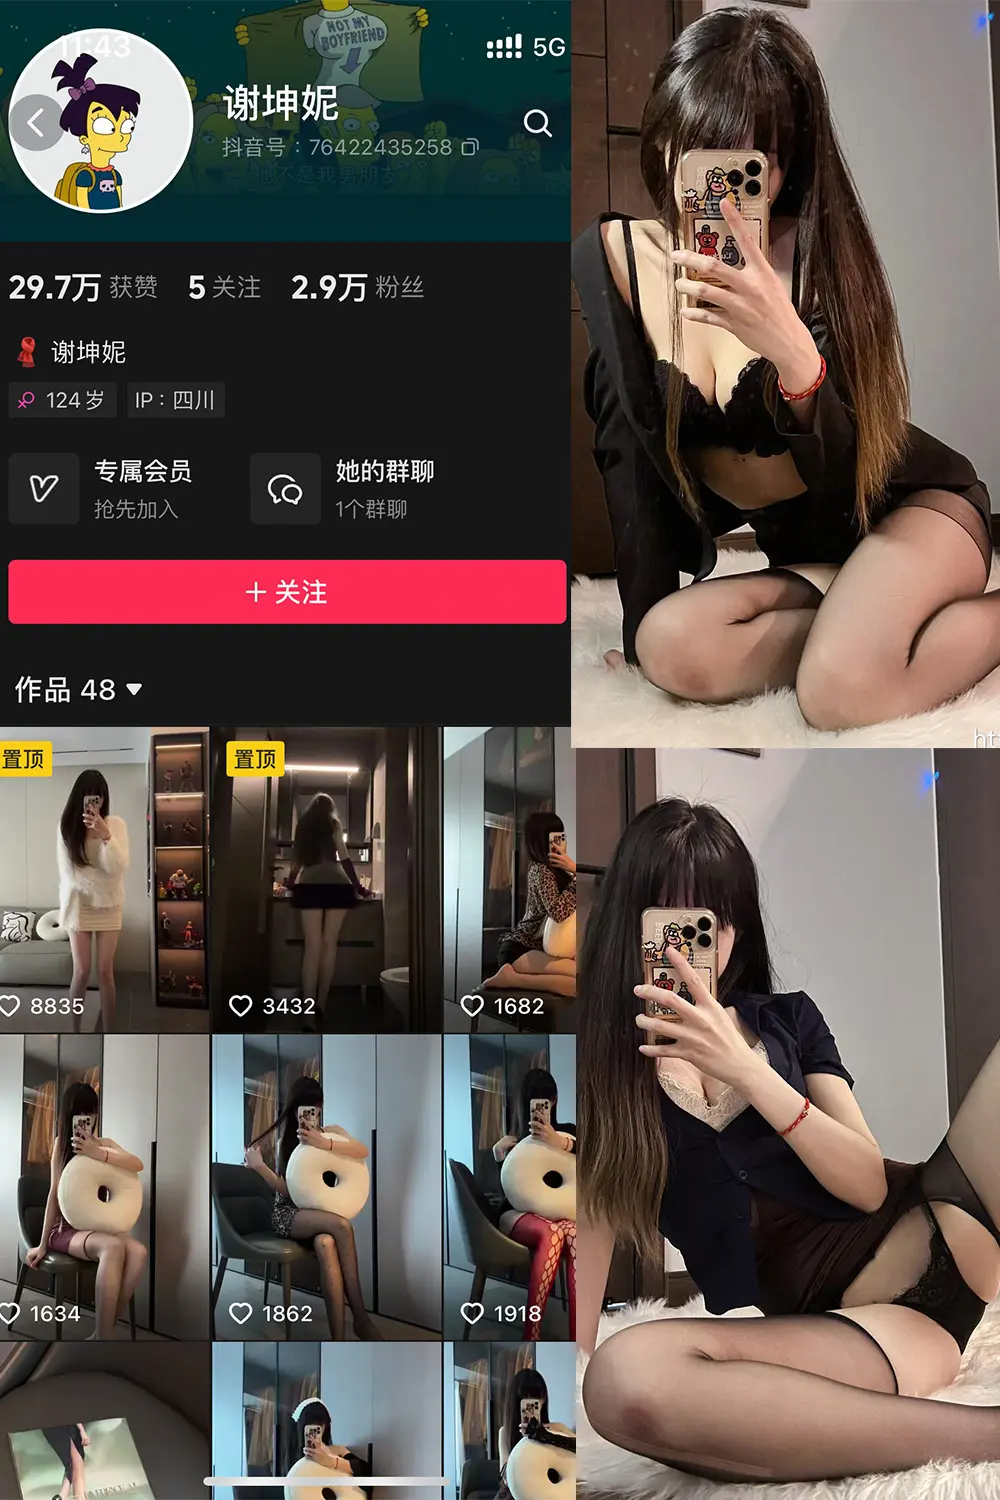 11:43
5G
NOT MY
BOYFRIEND
谢坤妮
抖音号：76422435258
他不是我男朋友
29.7万 获赞 5 关注 2.9万 粉丝
谢坤妮
124岁 IP：四川
专属会员
抢先加入
她的群聊
1个群聊
+ 关注
作品 48
置顶
置顶
8835
3432
1682
1634
1862
1918
ht